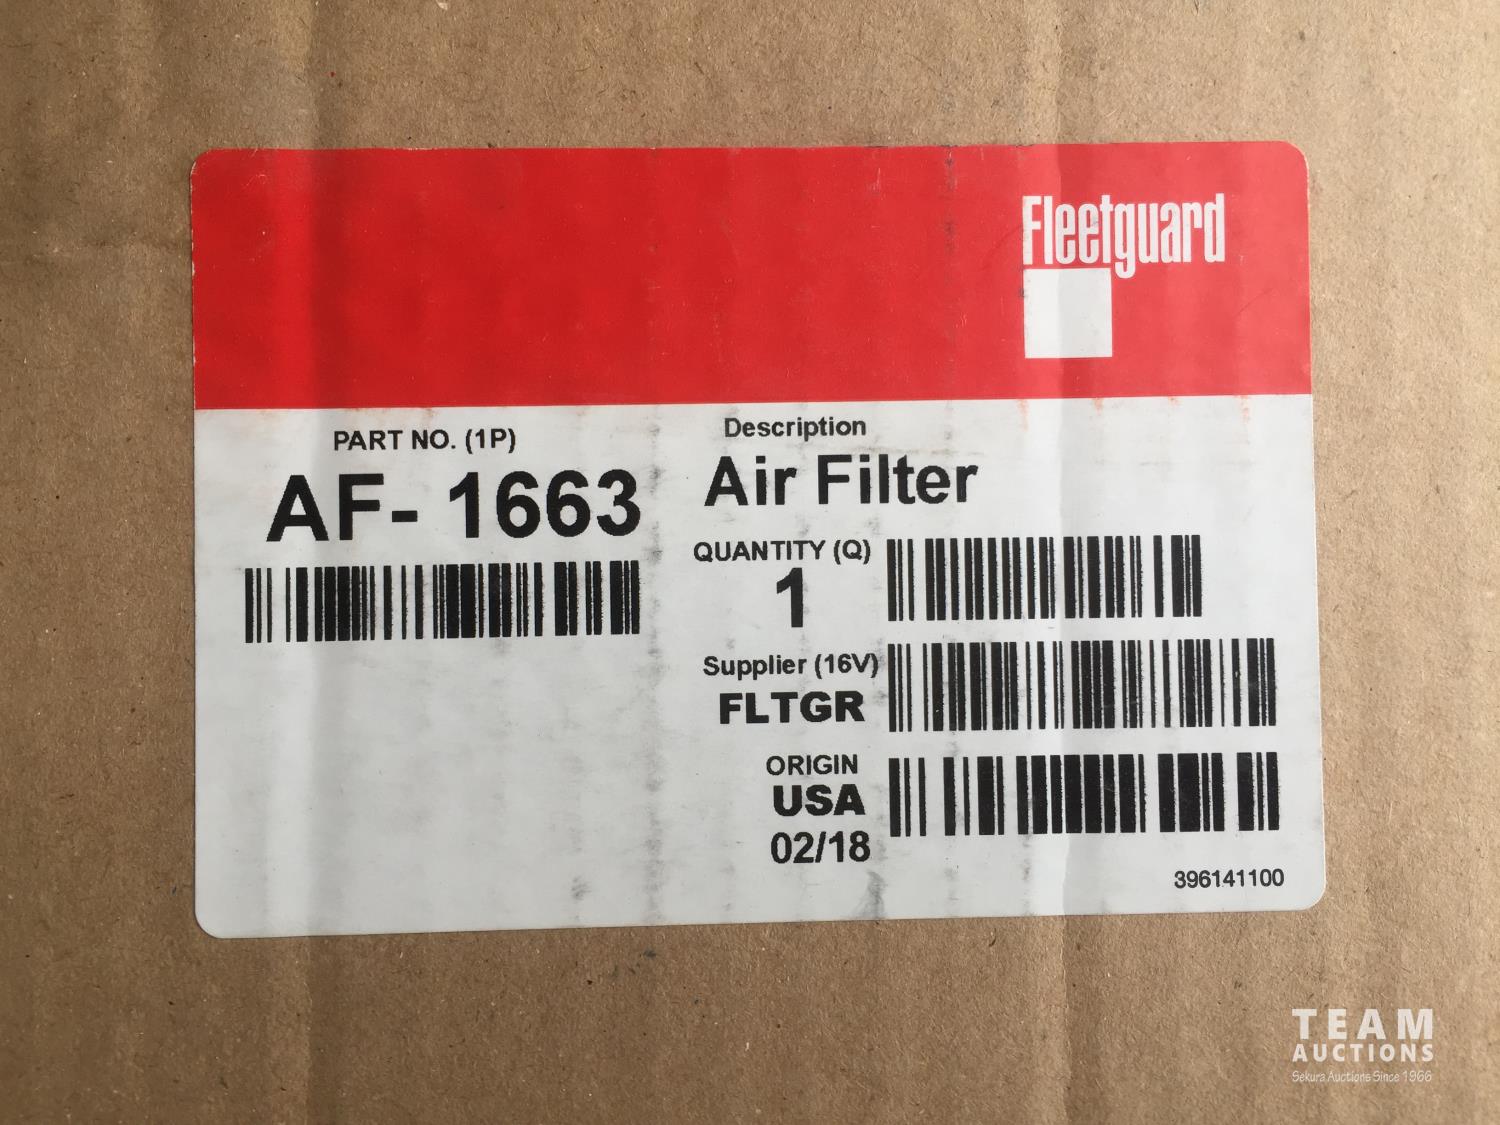 Fleetguard
PART NO. (1P)
AF- 1663
Description
Air Filter
QUANTITY (Q)
1
Supplier (16V)
FLTGR
ORIGIN
USA
02/18
396141100
TEAM
AUCTIONS
Sekura Auctions Since 1966